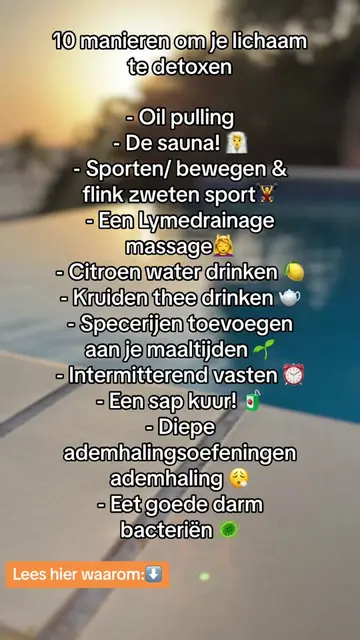 10 manieren om je lichaam
te detoxen
- Oil pulling
- De sauna! 🧖‍♀️
- Sporten/ bewegen &
flink zweten sport🏋️
- Een Lymedrainage
massage💆‍♀️
- Citroen water drinken 🍋
- Kruiden thee drinken 🫖
- Specerijen toevoegen
aan je maaltijden 🌱
- Intermitterend vasten ⏰
- Een sap kuur! 🧃
- Diepe
ademhalingsoefeningen
ademhaling 😮‍💨
- Eet goede darm
bacteriën 🦠
Lees hier waarom:⬇️